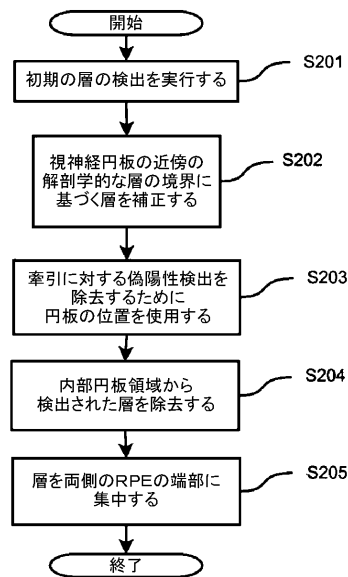 開始
初期の層の検出を実行する
S201
視神経円板の近傍の
解剖学的な層の境界に
基づく層を補正する
S202
牽引に対する偽陽性検出を
除去するために
円板の位置を使用する
S203
内部円板領域から
検出された層を除去する
S204
層を両側のRPEの端部に
集中する
S205
終了